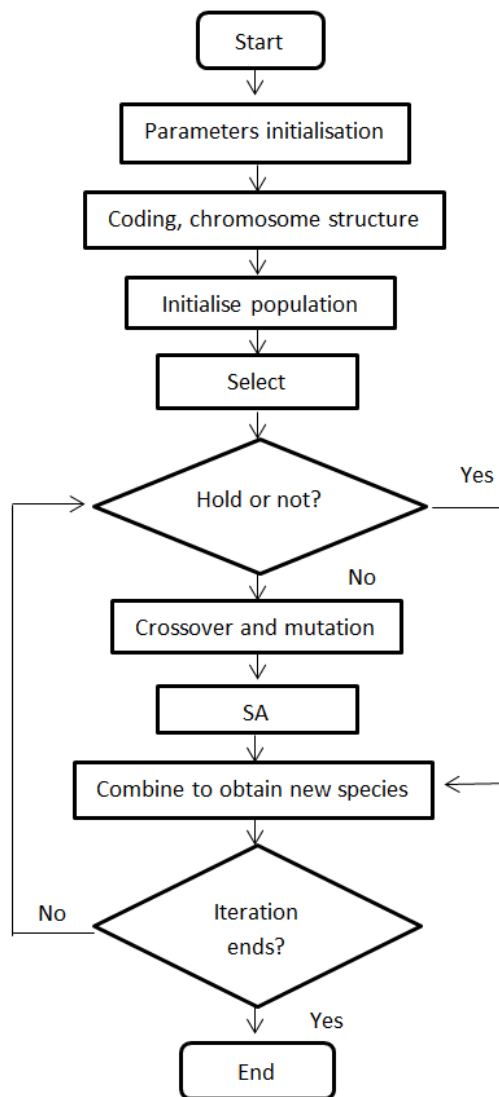 Start
Parameters initialisation
Coding, chromosome structure
Initialise population
Select
Hold or not?
Yes
No
Crossover and mutation
SA
Combine to obtain new species
No
Iteration
ends?
Yes
End